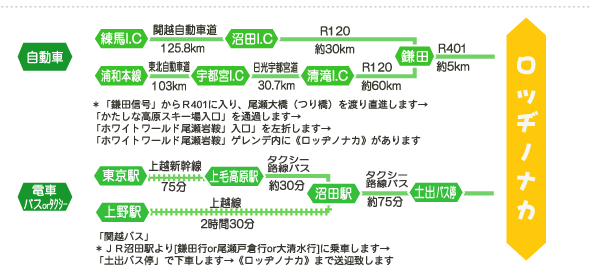 自動車
練馬I.C
関越自動車道
125.8km
沼田I.C
R120
約30km
浦和本線
東北自動車道
103km
宇都宮I.C
日光宇都宮道
30.7km
清滝I.C
R120
約60km
鎌田
R401
約5km
＊「鎌田信号」からR401に入り、尾瀬大橋（つり橋）を渡り直進します→
「かたしな高原スキー場入口」を通過します→
「ホワイトワールド尾瀬岩鞍」入口」を左折します→
「ホワイトワールド尾瀬岩鞍」ゲレンデ内に《ロッヂノナカ》があります
電車
バスorタクシー
東京駅
上越新幹線
75分
上毛高原駅
タクシー
路線バス
約30分
上野駅
上越線
2時間30分
沼田駅
タクシー
路線バス
約75分
土出バス停
「関越バス」
＊ＪＲ沼田駅より[鎌田行or尾瀬戸倉行or大清水行]に乗車します→
「土出バス停」で下車します→《ロッヂノナカ》まで送迎致します
ロッヂノナカ